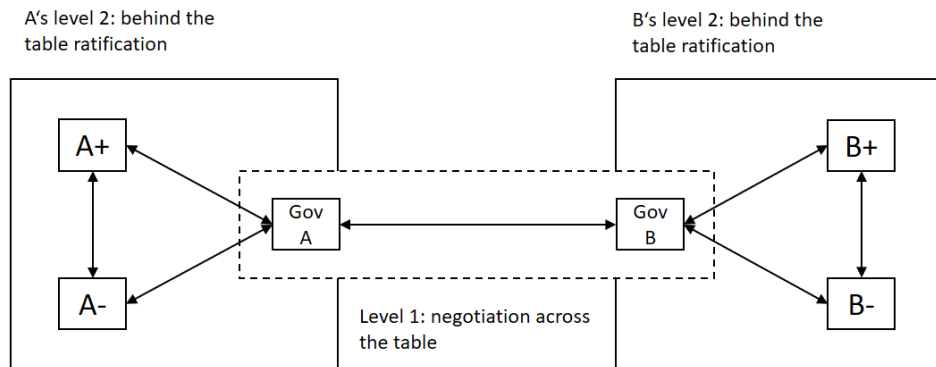 A‘s level 2: behind the
table ratification
B‘s level 2: behind the
table ratification
A+
B+
Gov
A
Gov
B
A-
B-
Level 1: negotiation across
the table